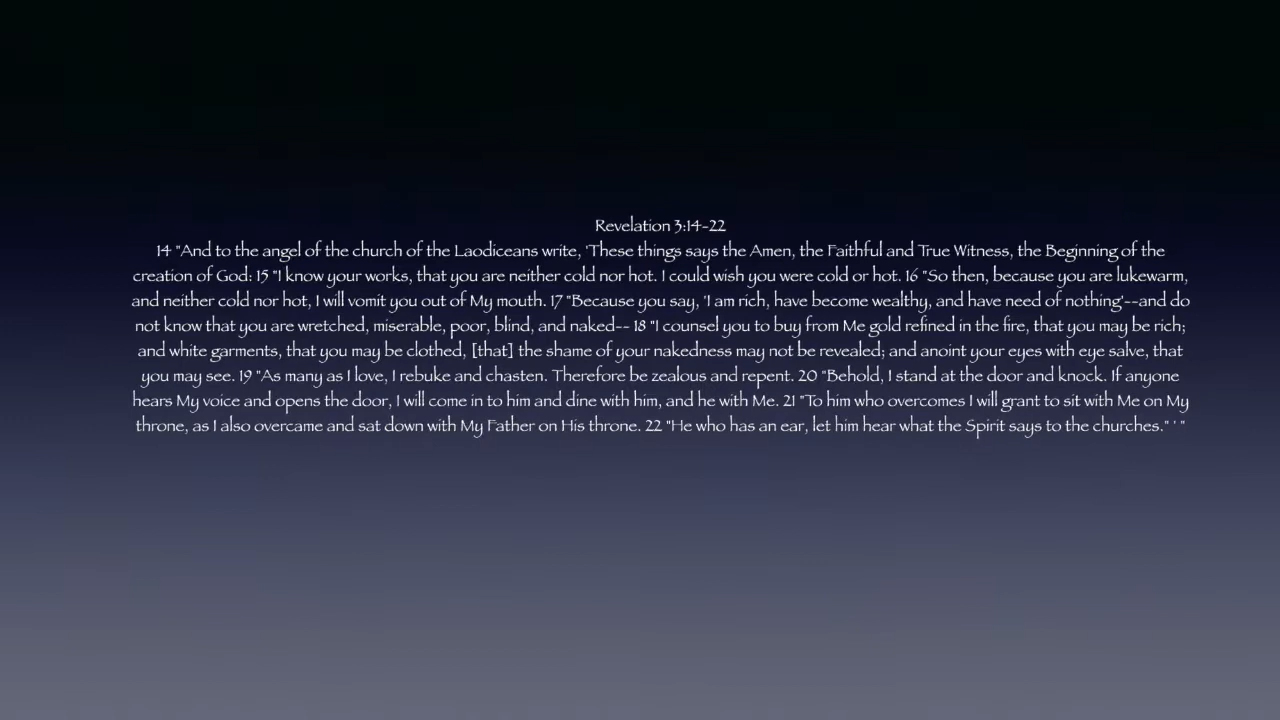 Revelation 3:14-22
14 "And to the angel of the church of the Laodiceans write, 'These things says the Amen, the Faithful and True Witness, the Beginning of the
creation of God: 15 "I know your works, that you are neither cold nor hot. I could wish you were cold or hot. 16 "So then, because you are lukewarm,
and neither cold nor hot, I will vomit you out of My mouth. 17 "Because you say, 'I am rich, have become wealthy, and have need of nothing'--and do
not know that you are wretched, miserable, poor, blind, and naked-- 18 "I counsel you to buy from Me gold refined in the fire, that you may be rich;
and white garments, that you may be clothed, [that] the shame of your nakedness may not be revealed; and anoint your eyes with eye salve, that
you may see. 19 "As many as I love, I rebuke and chasten. Therefore be zealous and repent. 20 "Behold, I stand at the door and knock. If anyone
hears My voice and opens the door, I will come in to him and dine with him, and he with Me. 21 "To him who overcomes I will grant to sit with Me on My
throne, as I also overcame and sat down with My Father on His throne. 22 "He who has an ear, let him hear what the Spirit says to the churches." ' "